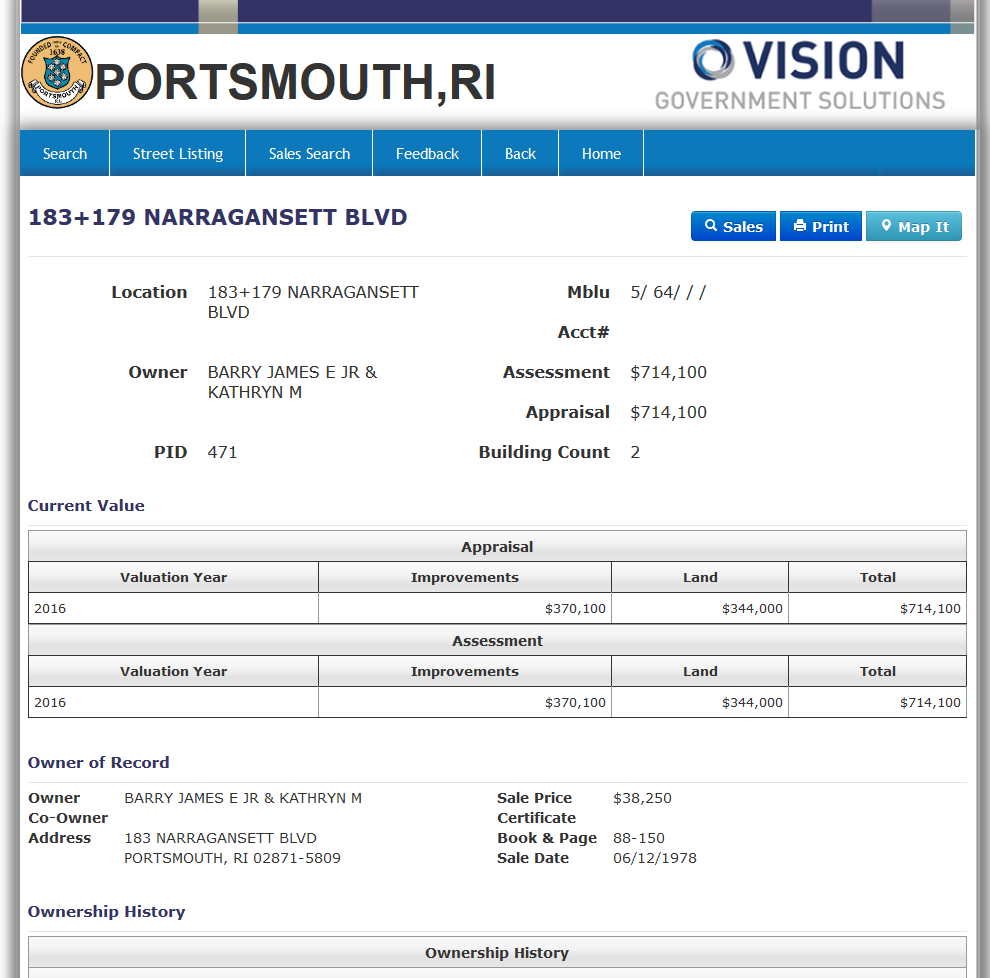 FOUNDED BY COMPACT
1638
PORTSMOUTH
R.I.
PORTSMOUTH,RI
VISION
GOVERNMENT SOLUTIONS
Search Street Listing Sales Search Feedback Back Home
183+179 NARRAGANSETT BLVD
Sales Print Map It
Location 183+179 NARRAGANSETT Mblu 5/ 64/ / /
BLVD
Acct#
Owner BARRY JAMES E JR & Assessment $714,100
KATHRYN M
Appraisal $714,100
PID 471 Building Count 2
Current Value
Appraisal
Valuation Year Improvements Land Total
2016 $370,100 $344,000 $714,100
Assessment
Valuation Year Improvements Land Total
2016 $370,100 $344,000 $714,100
Owner of Record
Owner BARRY JAMES E JR & KATHRYN M Sale Price $38,250
Co-Owner Certificate
Address 183 NARRAGANSETT BLVD Book & Page 88-150
PORTSMOUTH, RI 02871-5809 Sale Date 06/12/1978
Ownership History
Ownership History